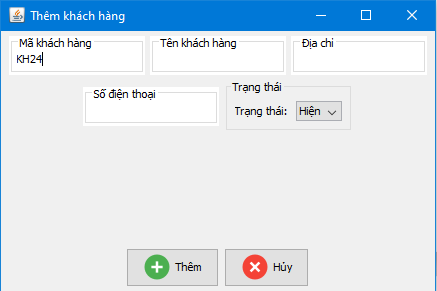 Thêm khách hàng
Mã khách hàng
Tên khách hàng
Địa chỉ
KH24
Số điện thoại
Trạng thái
Trạng thái:
Hiện
Thêm
Hủy